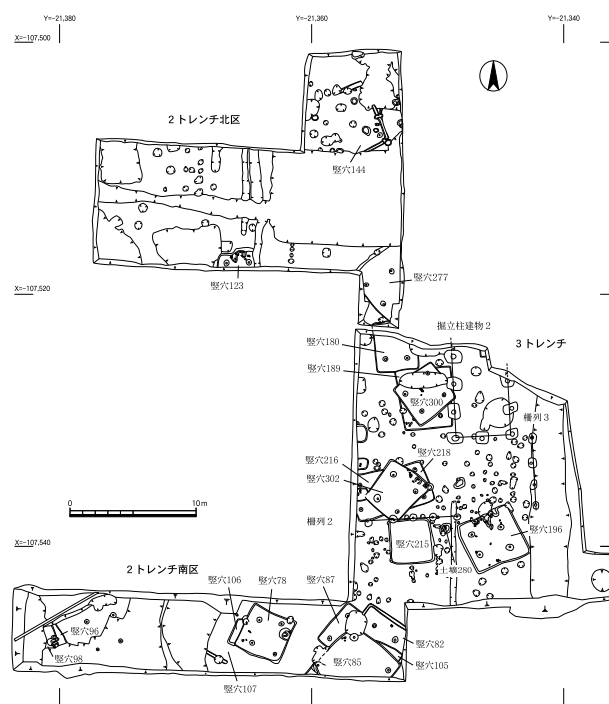 Y=-21,380
Y=-21,360
Y=-21,340
X=-107,500
2トレンチ北区
竪穴144
竪穴277
竪穴123
X=-107,520
掘立柱建物2
竪穴180
3トレンチ
竪穴189
竪穴300
柵列3
竪穴218
竪穴216
竪穴302
0 10m
柵列2
竪穴196
竪穴215
X=-107,540
土壙280
2トレンチ南区
竪穴106
竪穴78
竪穴87
竪穴96
竪穴82
竪穴98
竪穴85
竪穴105
竪穴107